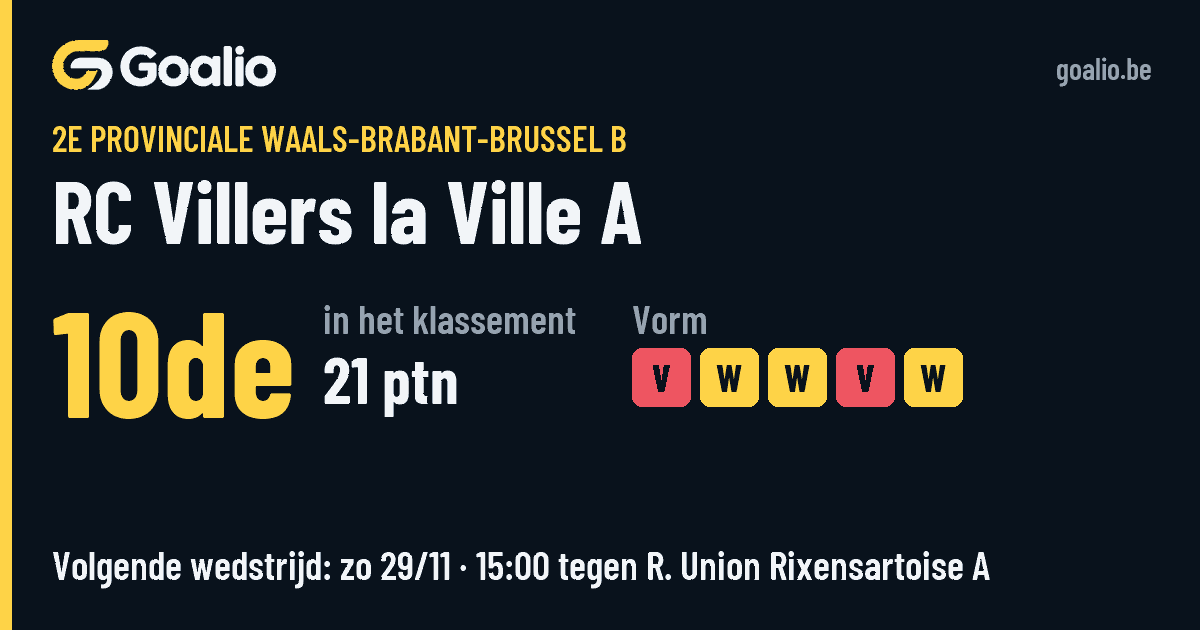 Goalio
goalio.be
2E PROVINCIALE WAALS-BRABANT-BRUSSEL B
RC Villers la Ville A
10de
in het klassement
21 ptn
Vorm
V W W V W
Volgende wedstrijd: zo 29/11 · 15:00 tegen R. Union Rixensartoise A